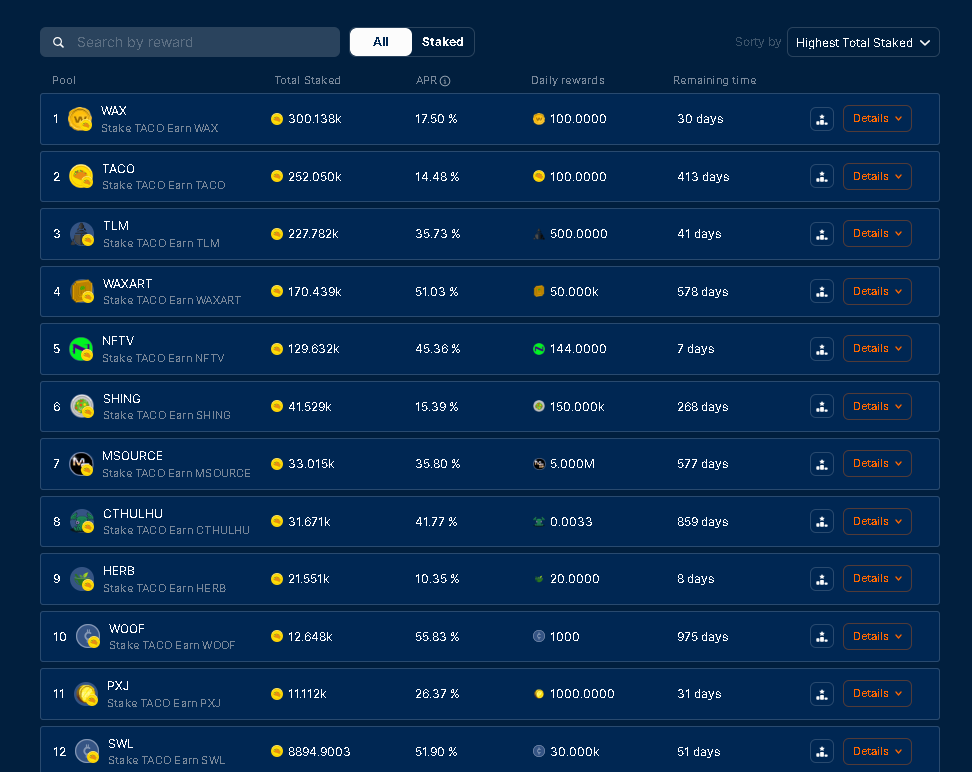 Search by reward
All
Staked
Sorty by
Highest Total Staked
Pool Total Staked APR Daily rewards Remaining time
1 WAX 300.138k 17.50 % 100.0000 30 days Details
Stake TACO Earn WAX
2 TACO 252.050k 14.48 % 100.0000 413 days Details
Stake TACO Earn TACO
3 TLM 227.782k 35.73 % 500.0000 41 days Details
Stake TACO Earn TLM
4 WAXART 170.439k 51.03 % 50.000k 578 days Details
Stake TACO Earn WAXART
5 NFTV 129.632k 45.36 % 144.0000 7 days Details
Stake TACO Earn NFTV
6 SHING 41.529k 15.39 % 150.000k 268 days Details
Stake TACO Earn SHING
7 MSOURCE 33.015k 35.80 % 5.000M 577 days Details
Stake TACO Earn MSOURCE
8 CTHULHU 31.671k 41.77 % 0.0033 859 days Details
Stake TACO Earn CTHULHU
9 HERB 21.551k 10.35 % 20.0000 8 days Details
Stake TACO Earn HERB
10 WOOF 12.648k 55.83 % 1000 975 days Details
Stake TACO Earn WOOF
11 PXJ 11.112k 26.37 % 1000.0000 31 days Details
Stake TACO Earn PXJ
12 SWL 8894.9003 51.90 % 30.000k 51 days Details
Stake TACO Earn SWL